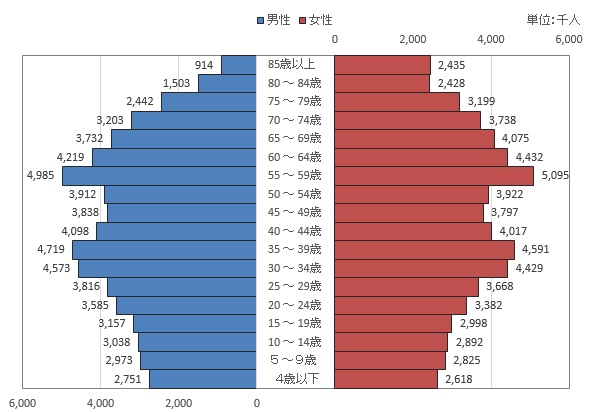 男性 女性 単位:千人
0 2,000 4,000 6,000
914 85歳以上 2,435
1,503 80～84歳 2,428
2,442 75～79歳 3,199
3,203 70～74歳 3,738
3,732 65～69歳 4,075
4,219 60～64歳 4,432
4,985 55～59歳 5,095
3,912 50～54歳 3,922
3,838 45～49歳 3,797
4,098 40～44歳 4,017
4,719 35～39歳 4,591
4,573 30～34歳 4,429
3,816 25～29歳 3,668
3,585 20～24歳 3,382
3,157 15～19歳 2,998
3,038 10～14歳 2,892
2,973 5～9歳 2,825
2,751 4歳以下 2,618
6,000 4,000 2,000 0